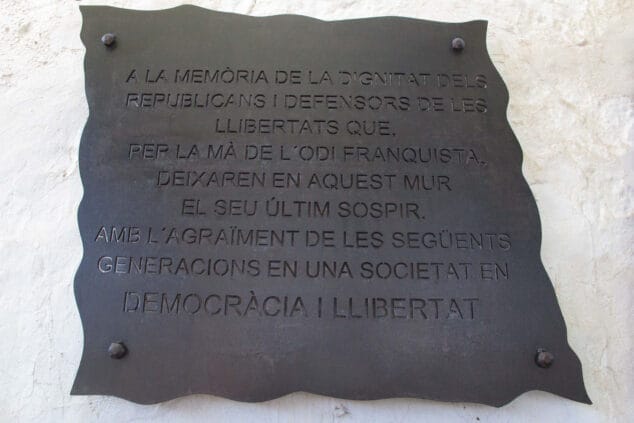 A LA MEMÒRIA DE LA DIGNITAT DELS
REPUBLICANS I DEFENSORS DE LES
LLIBERTATS QUE,
PER LA MÀ DE L´ODI FRANQUISTA,
DEIXAREN EN AQUEST MUR
EL SEU ÚLTIM SOSPIR.
AMB L´AGRAÏMENT DE LES SEGÜENTS
GENERACIONS EN UNA SOCIETAT EN
DEMOCRÀCIA I LLIBERTAT